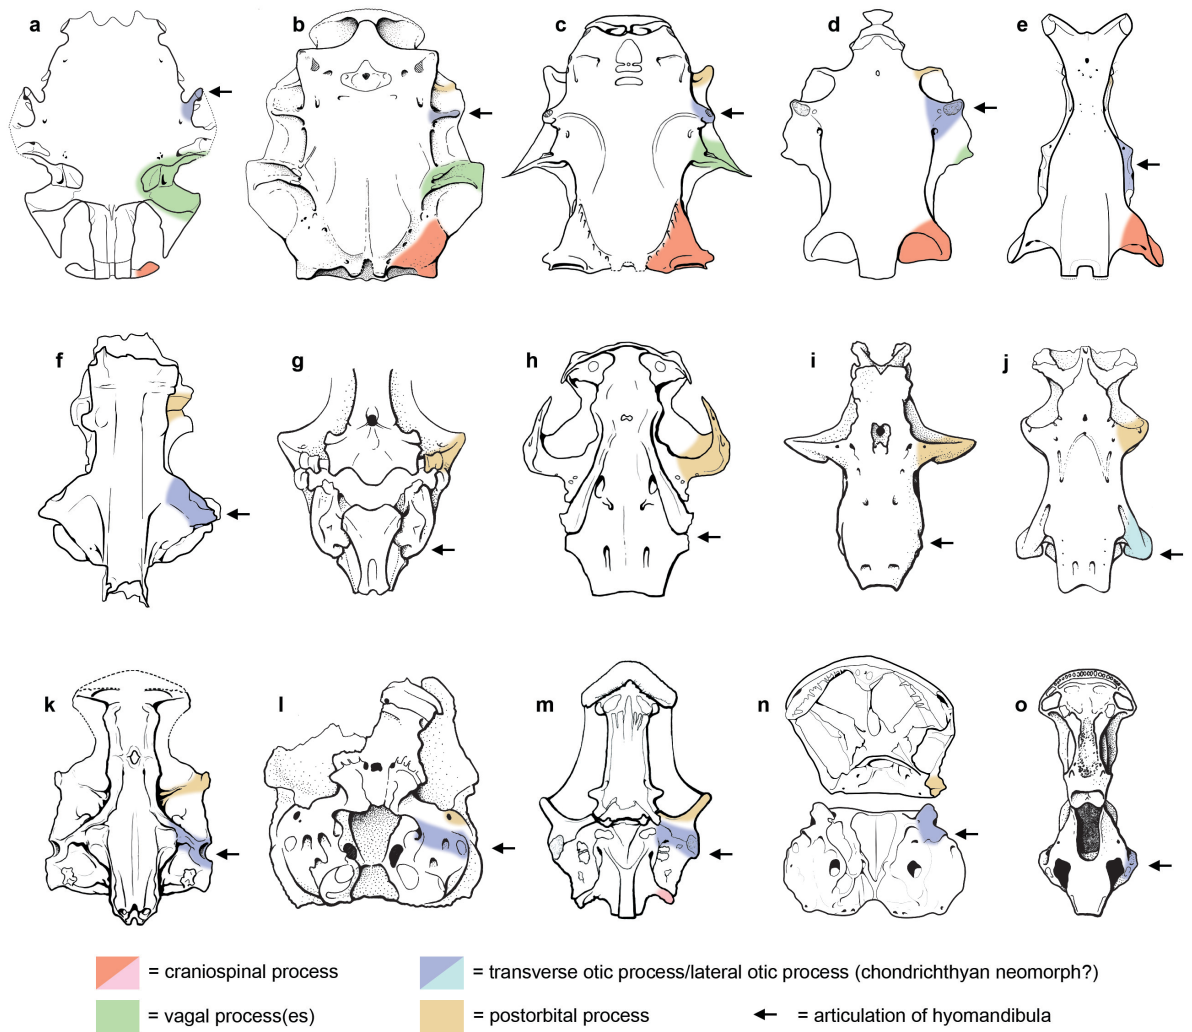 a b c d e
f g h i j
k l m n o
= craniospinal process
= transverse otic process/lateral otic process (chondrichthyan neomorph?)
= vagal process(es)
= postorbital process
= articulation of hyomandibula